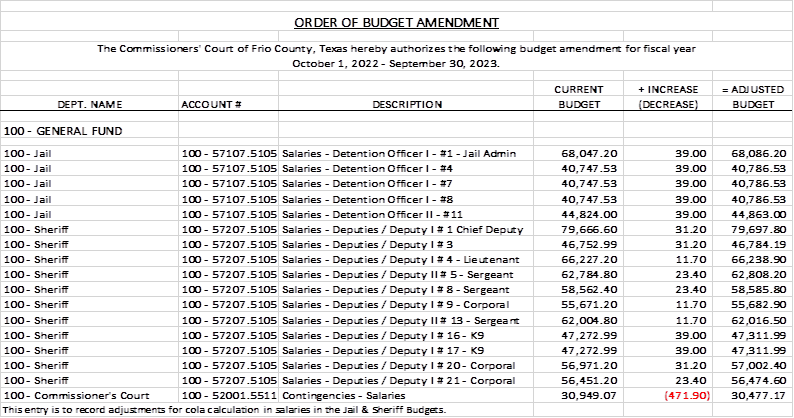 ORDER OF BUDGET AMENDMENT
The Commissioners' Court of Frio County, Texas hereby authorizes the following budget amendment for fiscal year
October 1, 2022 - September 30, 2023.
CURRENT + INCREASE = ADJUSTED
DEPT. NAME ACCOUNT # DESCRIPTION BUDGET (DECREASE) BUDGET
100 - GENERAL FUND
100 - Jail 100 - 57107.5105 Salaries - Detention Officer I - #1 - Jail Admin 68,047.20 39.00 68,086.20
100 - Jail 100 - 57107.5105 Salaries - Detention Officer I - #4 40,747.53 39.00 40,786.53
100 - Jail 100 - 57107.5105 Salaries - Detention Officer I - #7 40,747.53 39.00 40,786.53
100 - Jail 100 - 57107.5105 Salaries - Detention Officer I - #8 40,747.53 39.00 40,786.53
100 - Jail 100 - 57107.5105 Salaries - Detention Officer II - #11 44,824.00 39.00 44,863.00
100 - Sheriff 100 - 57207.5105 Salaries - Deputies / Deputy I # 1 Chief Deputy 79,666.60 31.20 79,697.80
100 - Sheriff 100 - 57207.5105 Salaries - Deputies / Deputy I # 3 46,752.99 31.20 46,784.19
100 - Sheriff 100 - 57207.5105 Salaries - Deputies / Deputy I # 4 - Lieutenant 66,227.20 11.70 66,238.90
100 - Sheriff 100 - 57207.5105 Salaries - Deputies / Deputy II # 5 - Sergeant 62,784.80 23.40 62,808.20
100 - Sheriff 100 - 57207.5105 Salaries - Deputies / Deputy I # 8 - Sergeant 58,562.40 23.40 58,585.80
100 - Sheriff 100 - 57207.5105 Salaries - Deputies / Deputy I # 9 - Corporal 55,671.20 11.70 55,682.90
100 - Sheriff 100 - 57207.5105 Salaries - Deputies / Deputy II # 13 - Sergeant 62,004.80 11.70 62,016.50
100 - Sheriff 100 - 57207.5105 Salaries - Deputies / Deputy I # 16 - K9 47,272.99 39.00 47,311.99
100 - Sheriff 100 - 57207.5105 Salaries - Deputies / Deputy I # 17 - K9 47,272.99 39.00 47,311.99
100 - Sheriff 100 - 57207.5105 Salaries - Deputies / Deputy I # 20 - Corporal 56,971.20 31.20 57,002.40
100 - Sheriff 100 - 57207.5105 Salaries - Deputies / Deputy I # 21 - Corporal 56,451.20 23.40 56,474.60
100 - Commissioner's Court 100 - 52001.5511 Contingencies - Salaries 30,949.07 (471.90) 30,477.17
This entry is to record adjustments for cola calculation in salaries in the Jail & Sheriff Budgets.